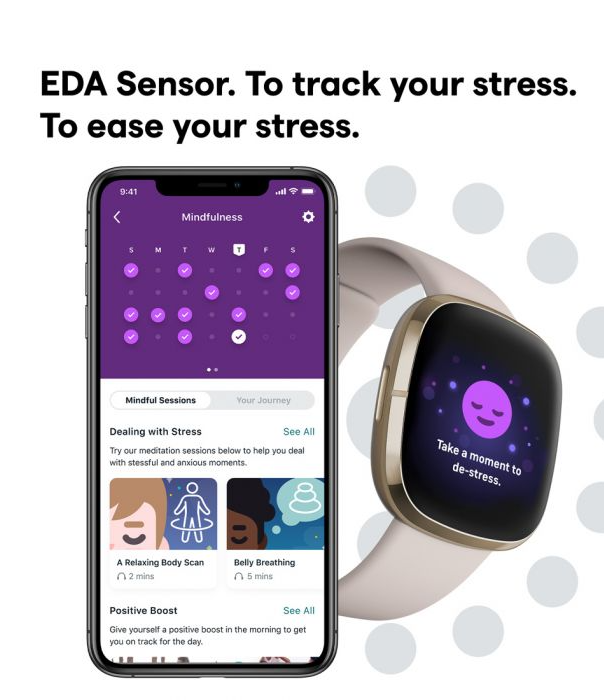 EDA Sensor. To track your stress.
To ease your stress.
9:41
Mindfulness
S M T W T F S
Mindful Sessions Your Journey
Dealing with Stress See All
Try our meditation sessions below to help you deal
with stessful and anxious moments.
A Relaxing Body Scan
2 mins
Belly Breathing
5 mins
Positive Boost See All
Give yourself a positive boost in the morning to get
you on track for the day.
Take a moment to
de-stress.